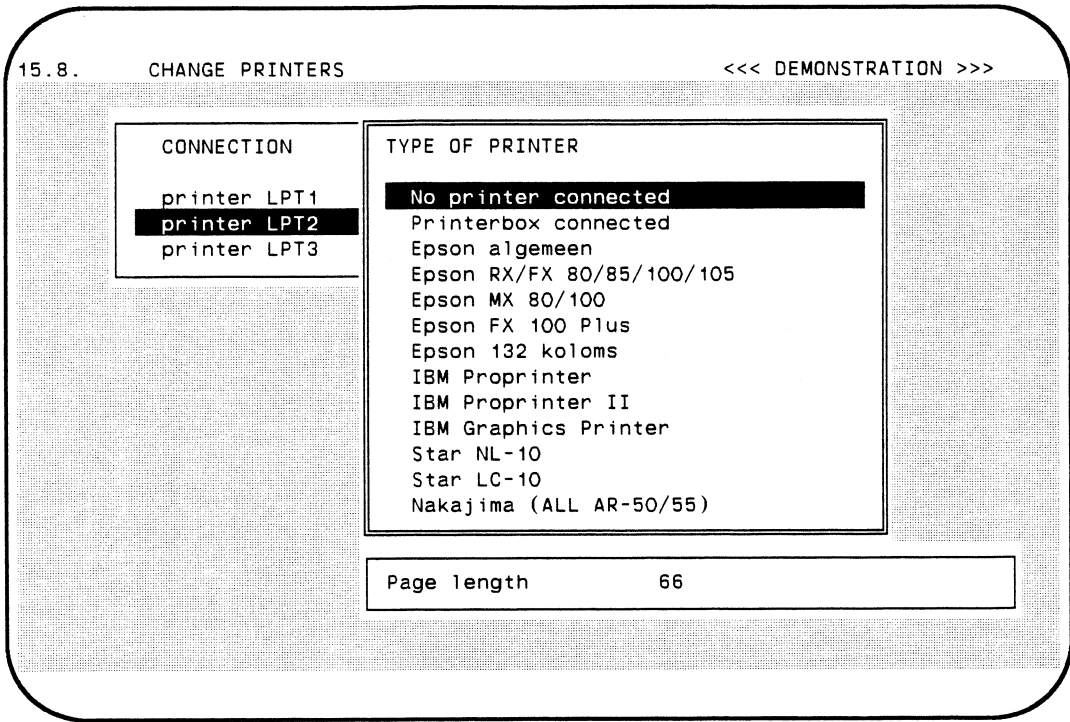 15.8. CHANGE PRINTERS <<< DEMONSTRATION >>>
CONNECTION
printer LPT1
printer LPT2
printer LPT3
TYPE OF PRINTER
No printer connected
Printerbox connected
Epson algemeen
Epson RX/FX 80/85/100/105
Epson MX 80/100
Epson FX 100 Plus
Epson 132 koloms
IBM Proprinter
IBM Proprinter II
IBM Graphics Printer
Star NL-10
Star LC-10
Nakajima (ALL AR-50/55)
Page length 66